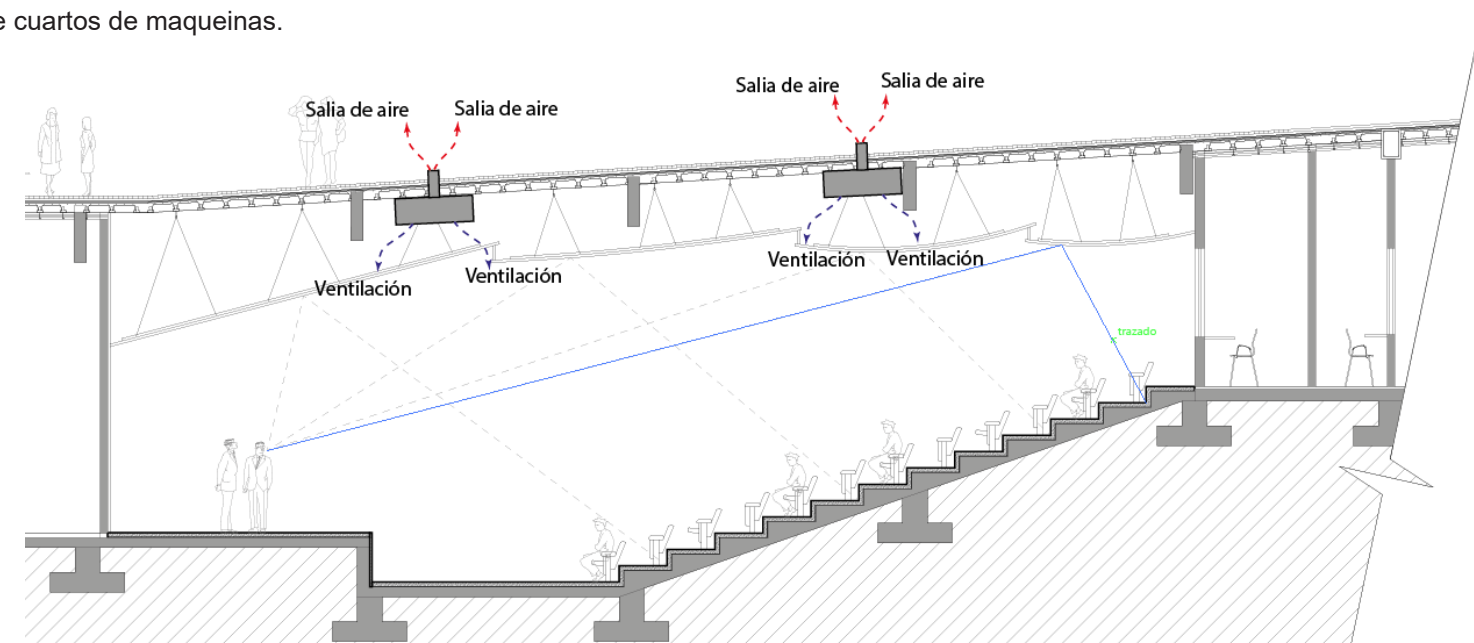 e cuartos de maqueinas.
Salia de aire
Salia de aire
Salia de aire
Salia de aire
Ventilación
Ventilación
Ventilación
Ventilación
trazado